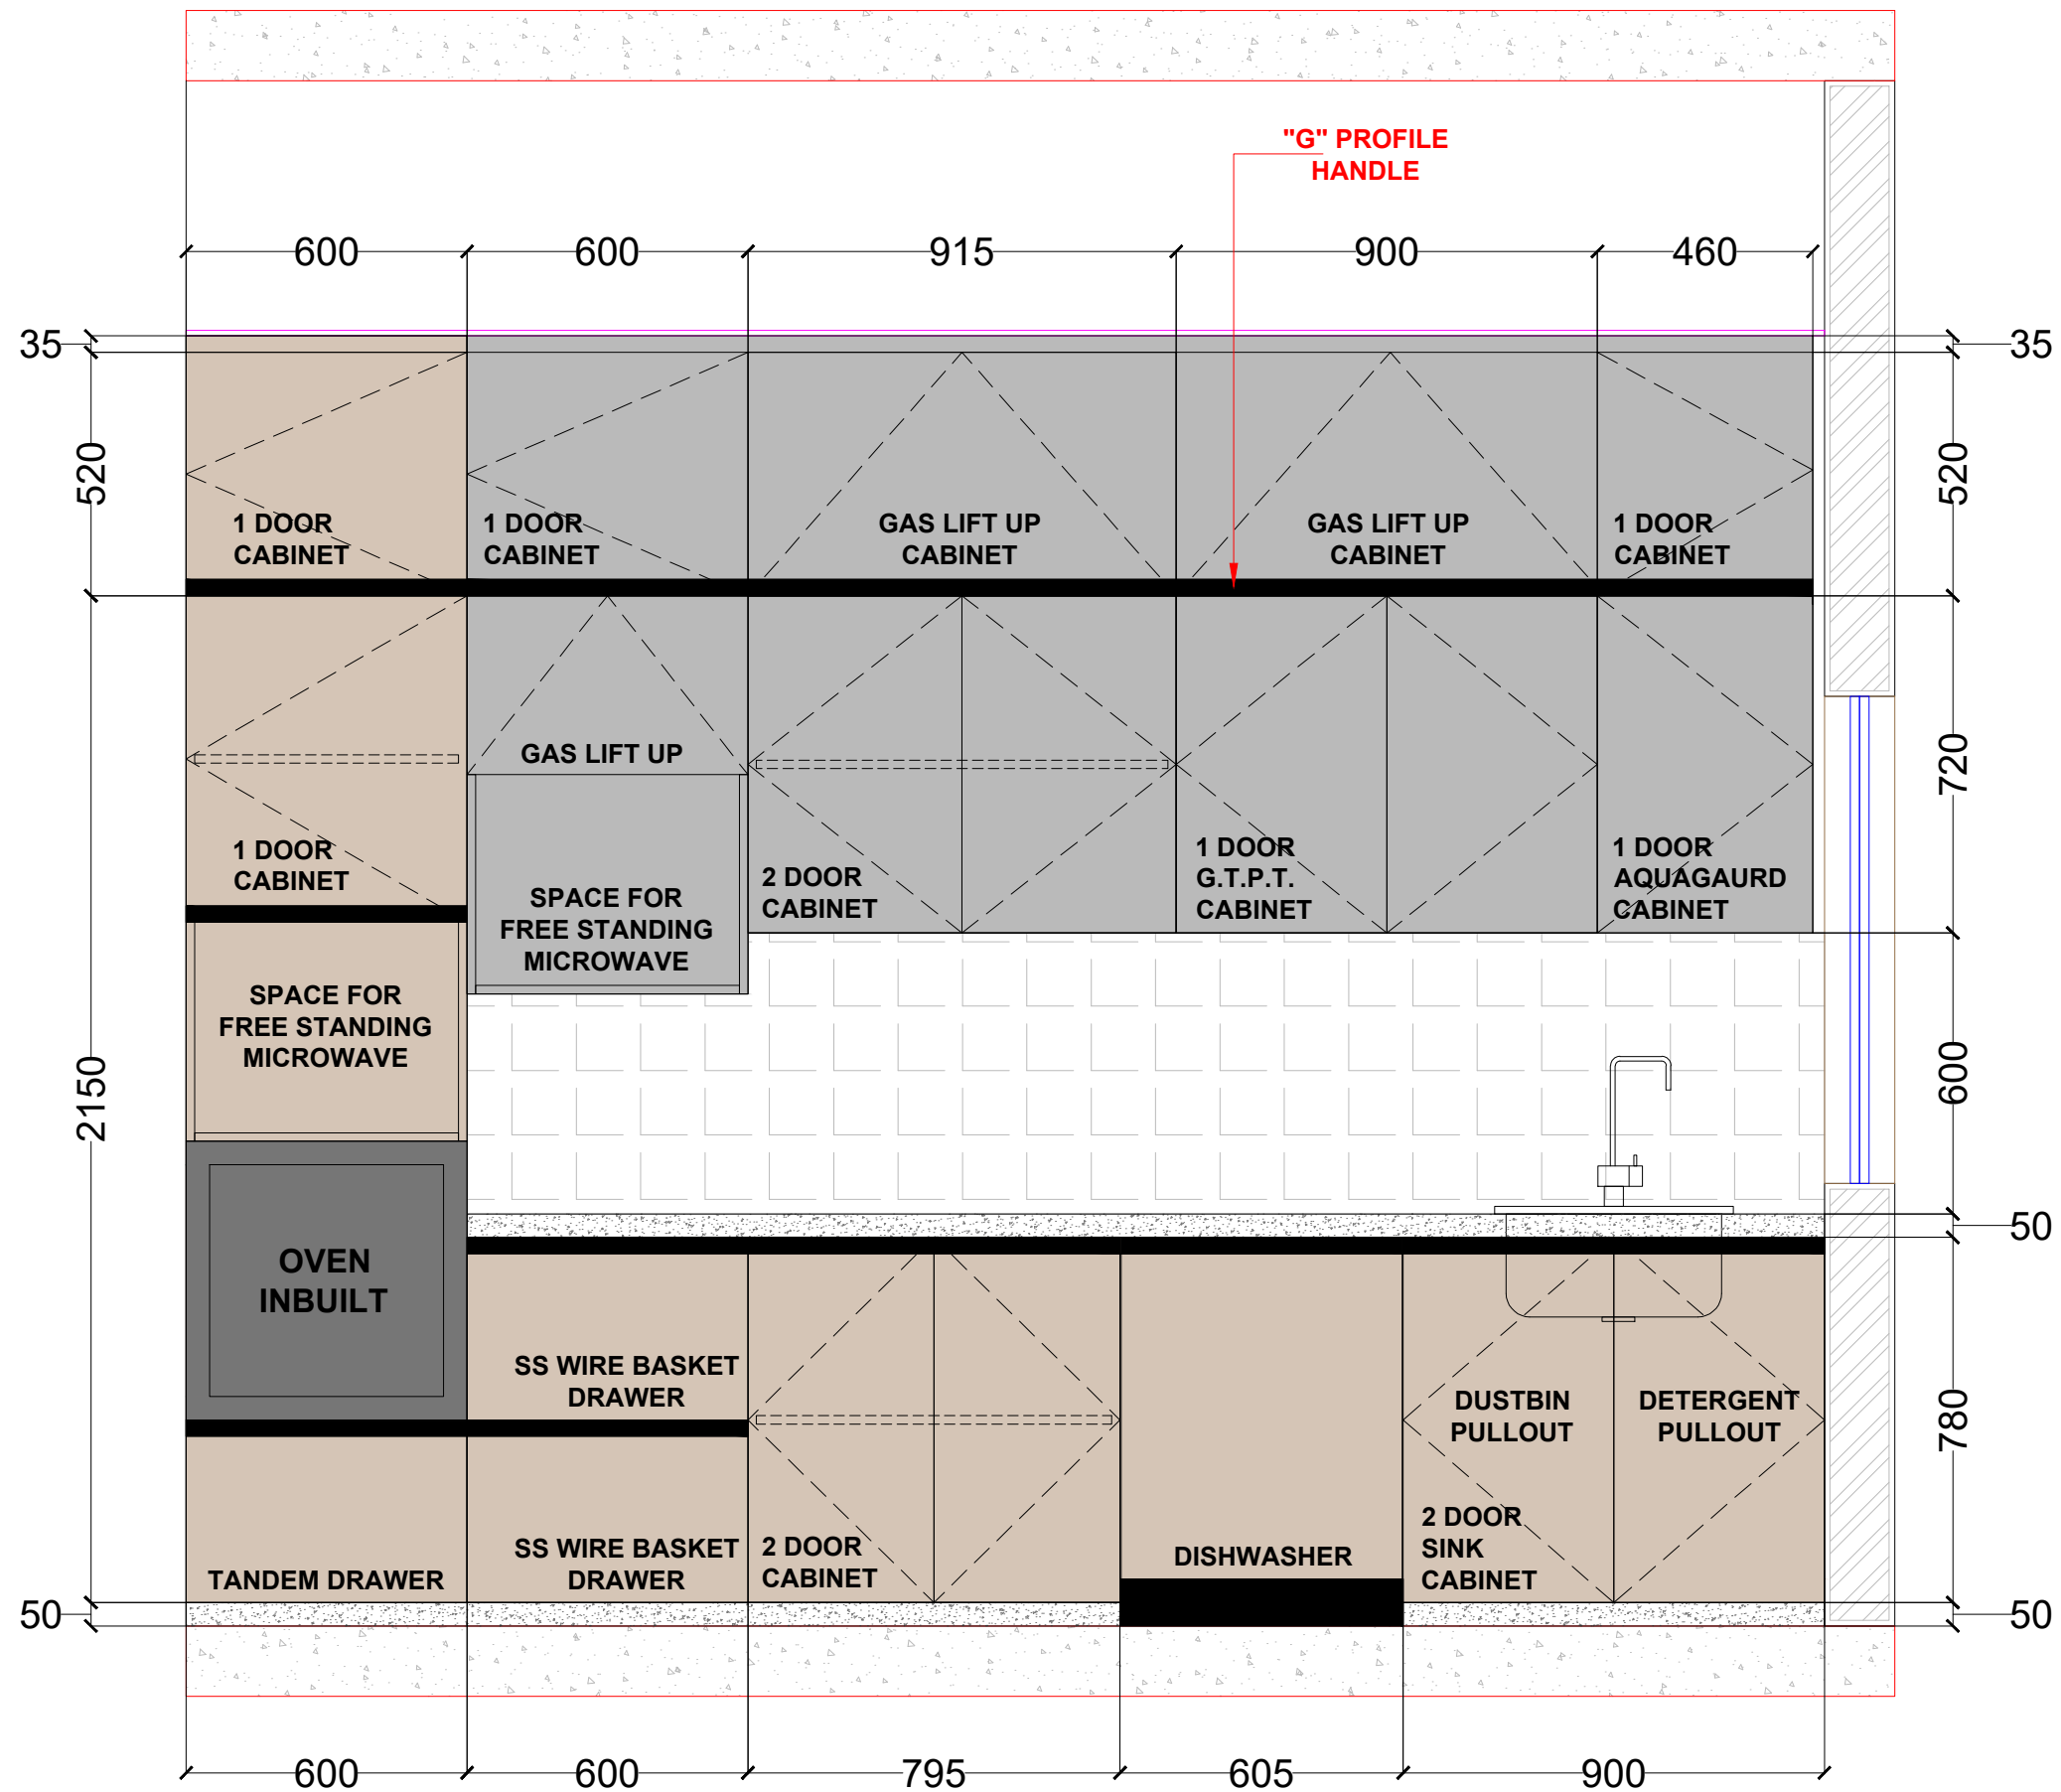 "G" PROFILE
HANDLE
600 600 915 900 460
35 35
520 520
1 DOOR
CABINET
1 DOOR
CABINET
GAS LIFT UP
CABINET
GAS LIFT UP
CABINET
1 DOOR
CABINET
GAS LIFT UP
720
1 DOOR
CABINET
2 DOOR
CABINET
1 DOOR
G.T.P.T.
CABINET
1 DOOR
AQUAGAURD
CABINET
SPACE FOR
FREE STANDING
MICROWAVE
SPACE FOR
FREE STANDING
MICROWAVE
2150
600
50
OVEN
INBUILT
SS WIRE BASKET
DRAWER
DUSTBIN
PULLOUT
DETERGENT
PULLOUT
780
TANDEM DRAWER
SS WIRE BASKET
DRAWER
2 DOOR
CABINET
DISHWASHER
2 DOOR
SINK
CABINET
50 50
600 600 795 605 900